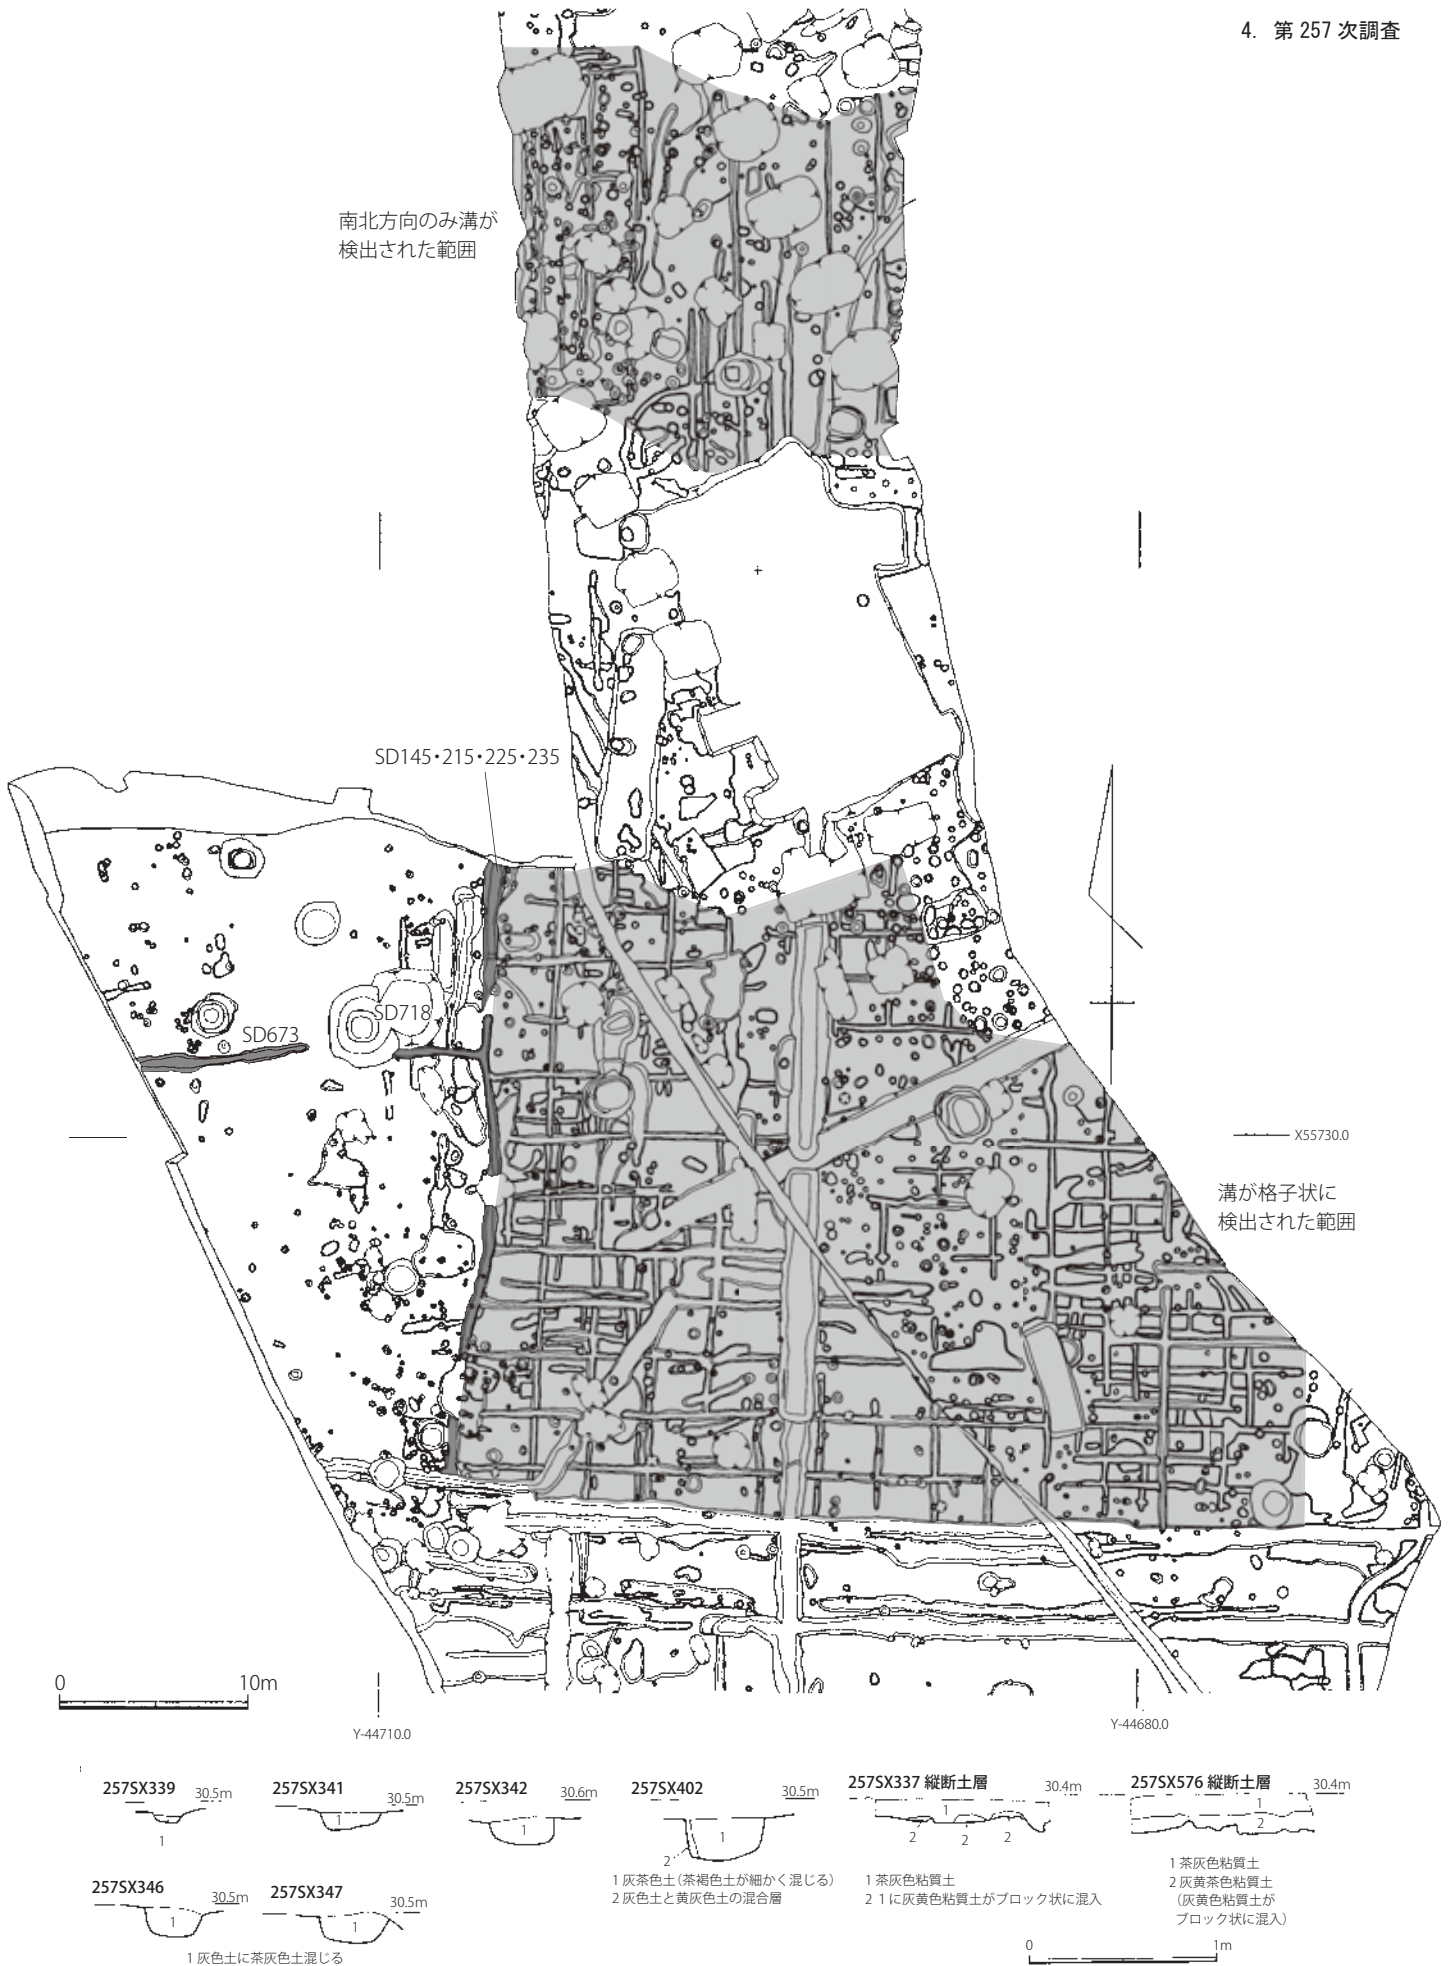 4. 第 257 次調査
南北方向のみ溝が
検出された範囲
SD145・215・225・235
SD718
SD673
X55730.0
溝が格子状に
検出された範囲
0 10m
Y-44710.0
Y-44680.0
257SX339 30.5m
1
257SX341 30.5m
1
257SX342 30.6m
1
257SX402 30.5m
1
2
1 灰茶色土（茶褐色土が細かく混じる）
2 灰色土と黄灰色土の混合層
257SX337 縦断土層 30.4m
1
2 2 2
1 茶灰色粘質土
2 1に灰黄色粘質土がブロック状に混入
257SX576 縦断土層 30.4m
1
2
1 茶灰色粘質土
2 灰黄茶色粘質土
（灰黄色粘質土が
ブロック状に混入）
257SX346 30.5m
1
257SX347 30.5m
1
1 灰色土に茶灰色土混じる
0 1m